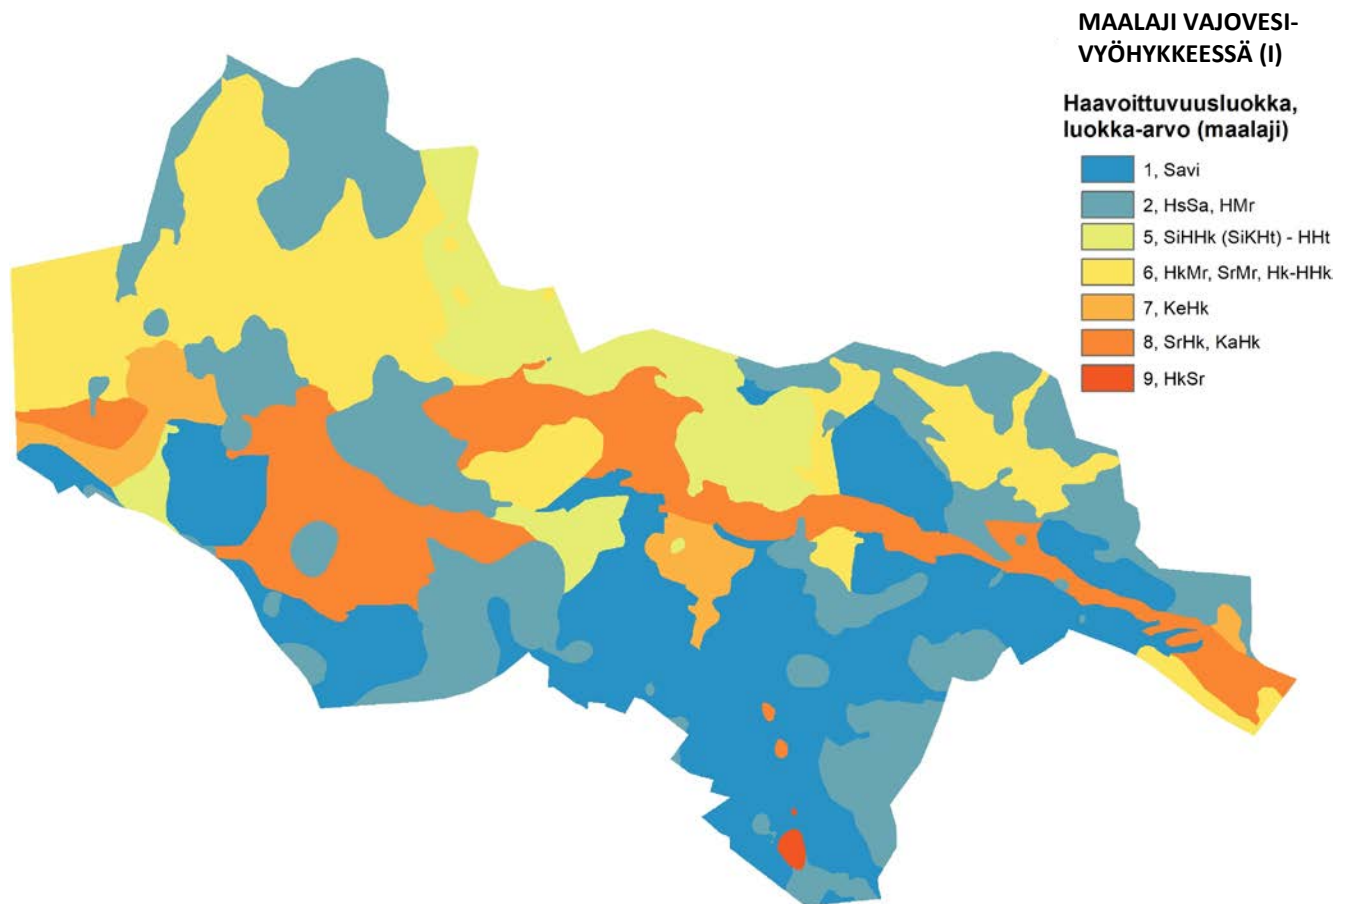 MAALAJI VAJOVESI-
VYÖHYKKEESSÄ (I)
Haavoittuvuusluokka,
luokka-arvo (maalaji)
1, Savi
2, HsSa, HMr
5, SiHHk (SiKHt) - HHt
6, HkMr, SrMr, Hk-HHk
7, KeHk
8, SrHk, KaHk
9, HkSr